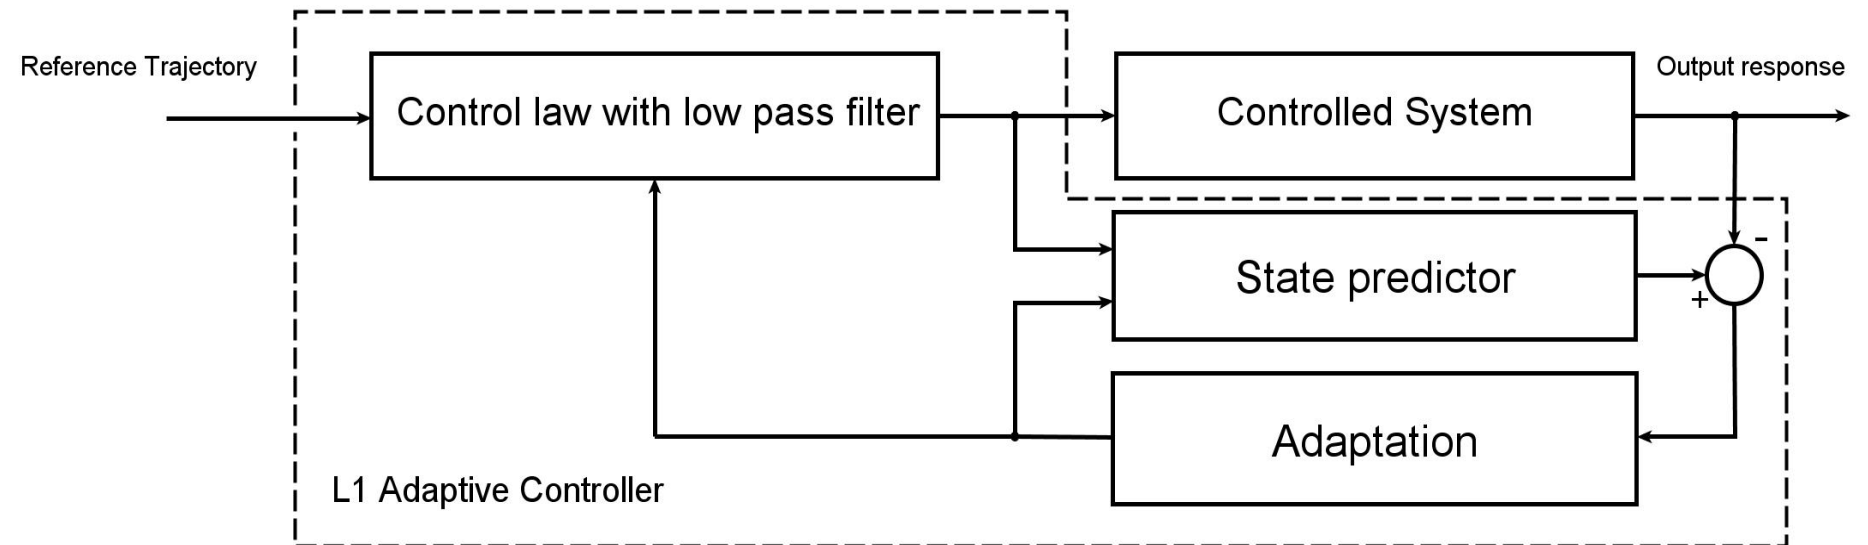 Reference Trajectory
Control law with low pass filter
Controlled System
Output response
-
State predictor
+
Adaptation
L1 Adaptive Controller